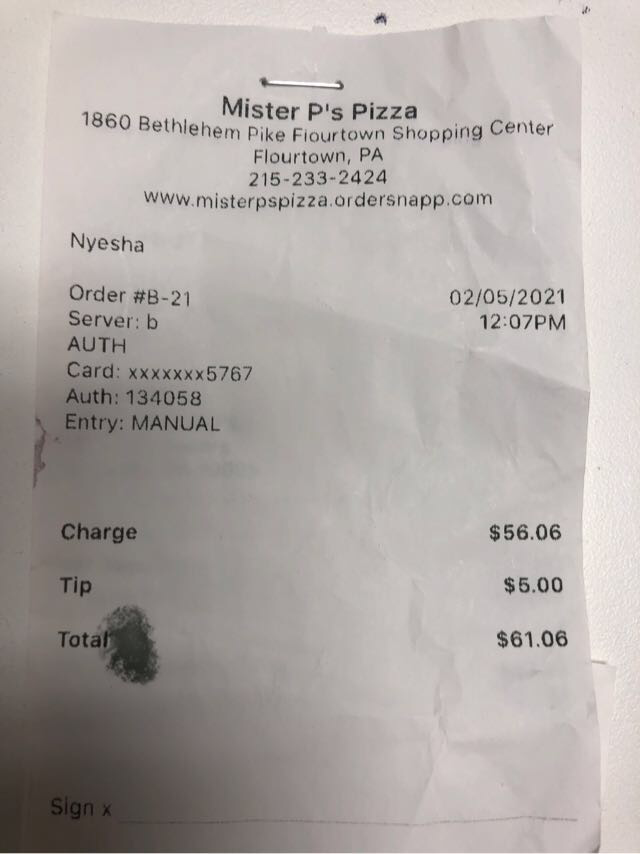 Mister P's Pizza
1860 Bethlehem Pike Flourtown Shopping Center
Flourtown, PA
215-233-2424
www.misterpspizza.ordersnapp.com
Nyesha
Order #B-21 02/05/2021
Server: b 12:07PM
AUTH
Card: xxxxxxx5767
Auth: 134058
Entry: MANUAL
Charge $56.06
Tip $5.00
Total $61.06
Sign x